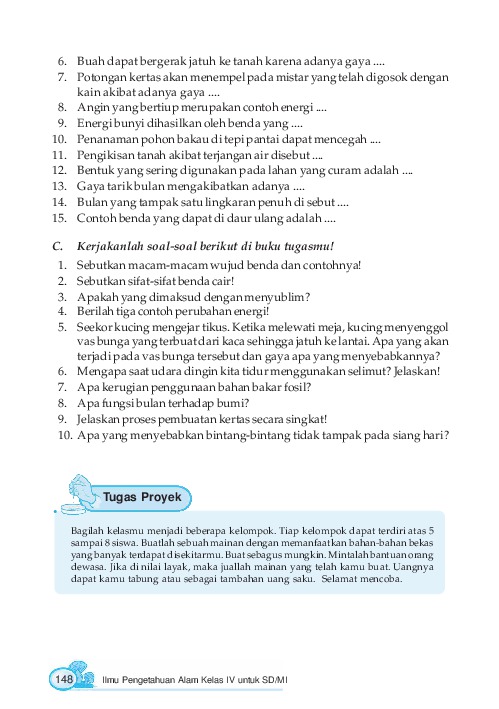 6. Buah dapat bergerak jatuh ke tanah karena adanya gaya ....
7. Potongan kertas akan menempel pada mistar yang telah digosok dengan
kain akibat adanya gaya ....
8. Angin yang bertiup merupakan contoh energi ....
9. Energi bunyi dihasilkan oleh benda yang ....
10. Penanaman pohon bakau di tepi pantai dapat mencegah ....
11. Pengikisan tanah akibat terjangan air disebut ....
12. Bentuk yang sering digunakan pada lahan yang curam adalah ....
13. Gaya tarik bulan mengakibatkan adanya ....
14. Bulan yang tampak satu lingkaran penuh di sebut ....
15. Contoh benda yang dapat di daur ulang adalah ....
C. Kerjakanlah soal-soal berikut di buku tugasmu!
1. Sebutkan macam-macam wujud benda dan contohnya!
2. Sebutkan sifat-sifat benda cair!
3. Apakah yang dimaksud dengan menyublim?
4. Berilah tiga contoh perubahan energi!
5. Seekor kucing mengejar tikus. Ketika melewati meja, kucing menyenggol
vas bunga yang terbuat dari kaca sehingga jatuh ke lantai. Apa yang akan
terjadi pada vas bunga tersebut dan gaya apa yang menyebabkannya?
6. Mengapa saat udara dingin kita tidur menggunakan selimut? Jelaskan!
7. Apa kerugian penggunaan bahan bakar fosil?
8. Apa fungsi bulan terhadap bumi?
9. Jelaskan proses pembuatan kertas secara singkat!
10. Apa yang menyebabkan bintang-bintang tidak tampak pada siang hari?
Tugas Proyek
Bagilah kelasmu menjadi beberapa kelompok. Tiap kelompok dapat terdiri atas 5
sampai 8 siswa. Buatlah sebuah mainan dengan memanfaatkan bahan-bahan bekas
yang banyak terdapat disekitarmu. Buat sebagus mungkin. Mintalah bantuan orang
dewasa. Jika di nilai layak, maka juallah mainan yang telah kamu buat. Uangnya
dapat kamu tabung atau sebagai tambahan uang saku. Selamat mencoba.
148 Ilmu Pengetahuan Alam Kelas IV untuk SD/MI